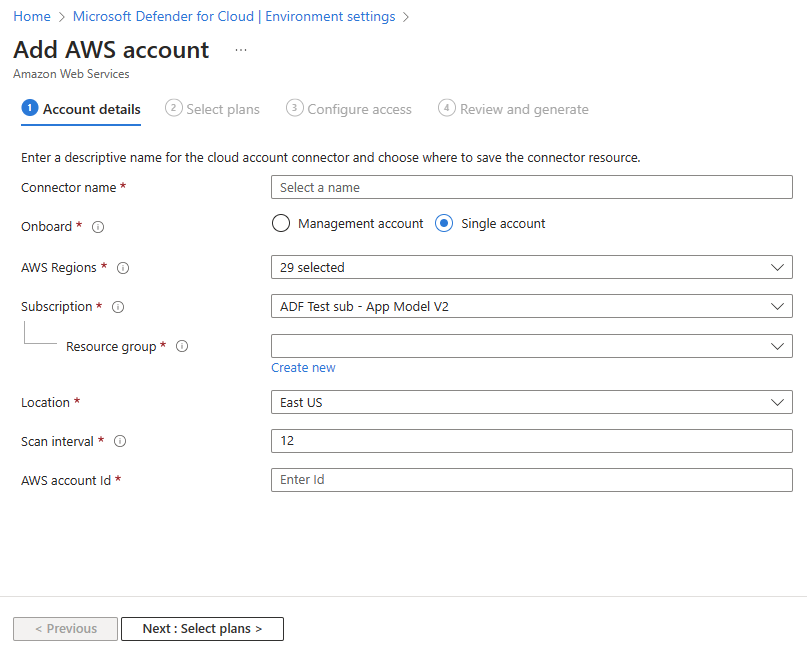 Home > Microsoft Defender for Cloud | Environment settings >
Add AWS account ...
Amazon Web Services
1 Account details 2 Select plans 3 Configure access 4 Review and generate
Enter a descriptive name for the cloud account connector and choose where to save the connector resource.
Connector name * Select a name
Onboard * Management account Single account
AWS Regions * 29 selected
Subscription * ADF Test sub - App Model V2
Resource group *
Create new
Location * East US
Scan interval * 12
AWS account Id * Enter Id
< Previous Next : Select plans >